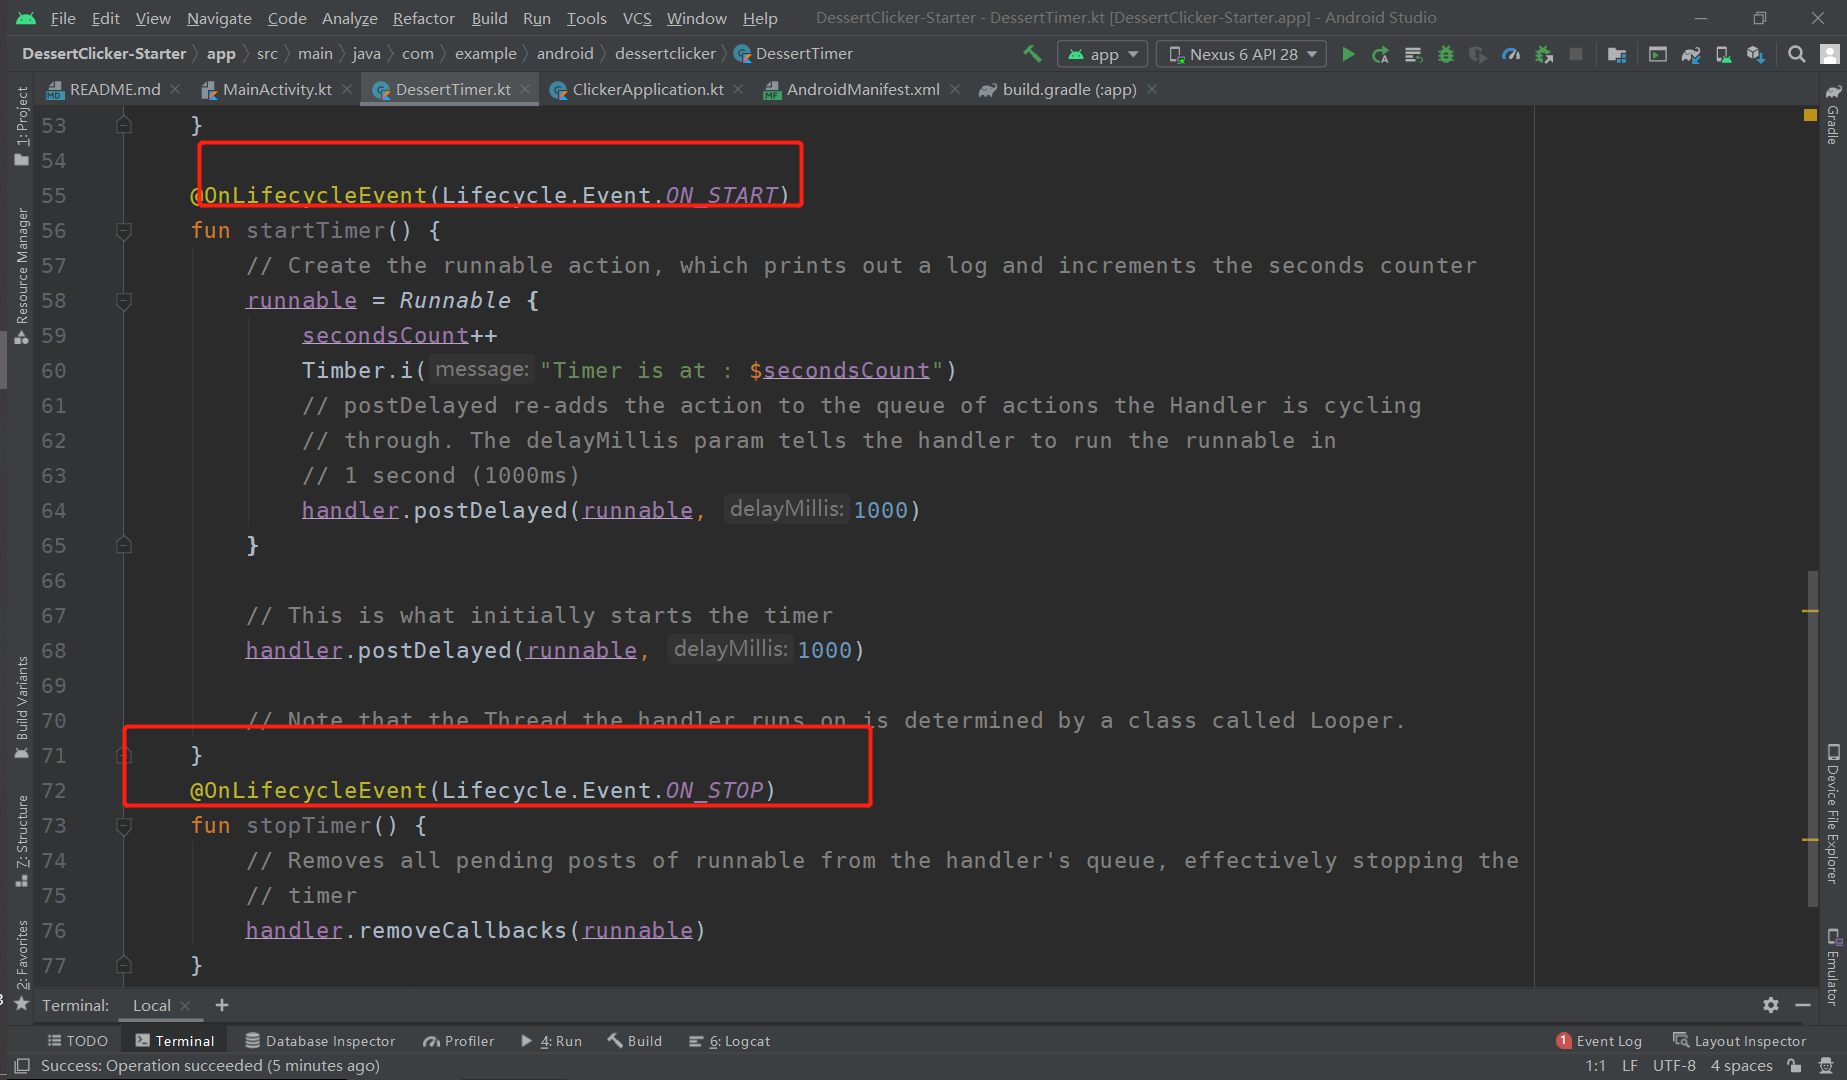 File Edit View Navigate Code Analyze Refactor Build Run Tools VCS Window Help DessertClicker-Starter - DessertTimer.kt [DessertClicker-Starter.app] - Android Studio
DessertClicker-Starter app src main java com example android dessertclicker DessertTimer app Nexus 6 API 28
README.md MainActivity.kt DessertTimer.kt ClickerApplication.kt AndroidManifest.xml build.gradle (:app)
1: Project
Resource Manager
Build Variants
7: Structure
2: Favorites
53 }
54
55 @OnLifecycleEvent(Lifecycle.Event.ON_START)
56 fun startTimer() {
57 // Create the runnable action, which prints out a log and increments the seconds counter
58 runnable = Runnable {
59 secondsCount++
60 Timber.i( message: "Timer is at : $secondsCount")
61 // postDelayed re-adds the action to the queue of actions the Handler is cycling
62 // through. The delayMillis param tells the handler to run the runnable in
63 // 1 second (1000ms)
64 handler.postDelayed(runnable, delayMillis: 1000)
65 }
66
67 // This is what initially starts the timer
68 handler.postDelayed(runnable, delayMillis: 1000)
69
70 // Note that the Thread the handler runs on is determined by a class called Looper.
71 }
72 @OnLifecycleEvent(Lifecycle.Event.ON_STOP)
73 fun stopTimer() {
74 // Removes all pending posts of runnable from the handler's queue, effectively stopping the
75 // timer
76 handler.removeCallbacks(runnable)
77 }
Gradle
Device File Explorer
Emulator
Terminal: Local +
TODO Terminal Database Inspector Profiler 4: Run Build 6: Logcat 1 Event Log Layout Inspector
Success: Operation succeeded (5 minutes ago) 1:1 LF UTF-8 4 spaces